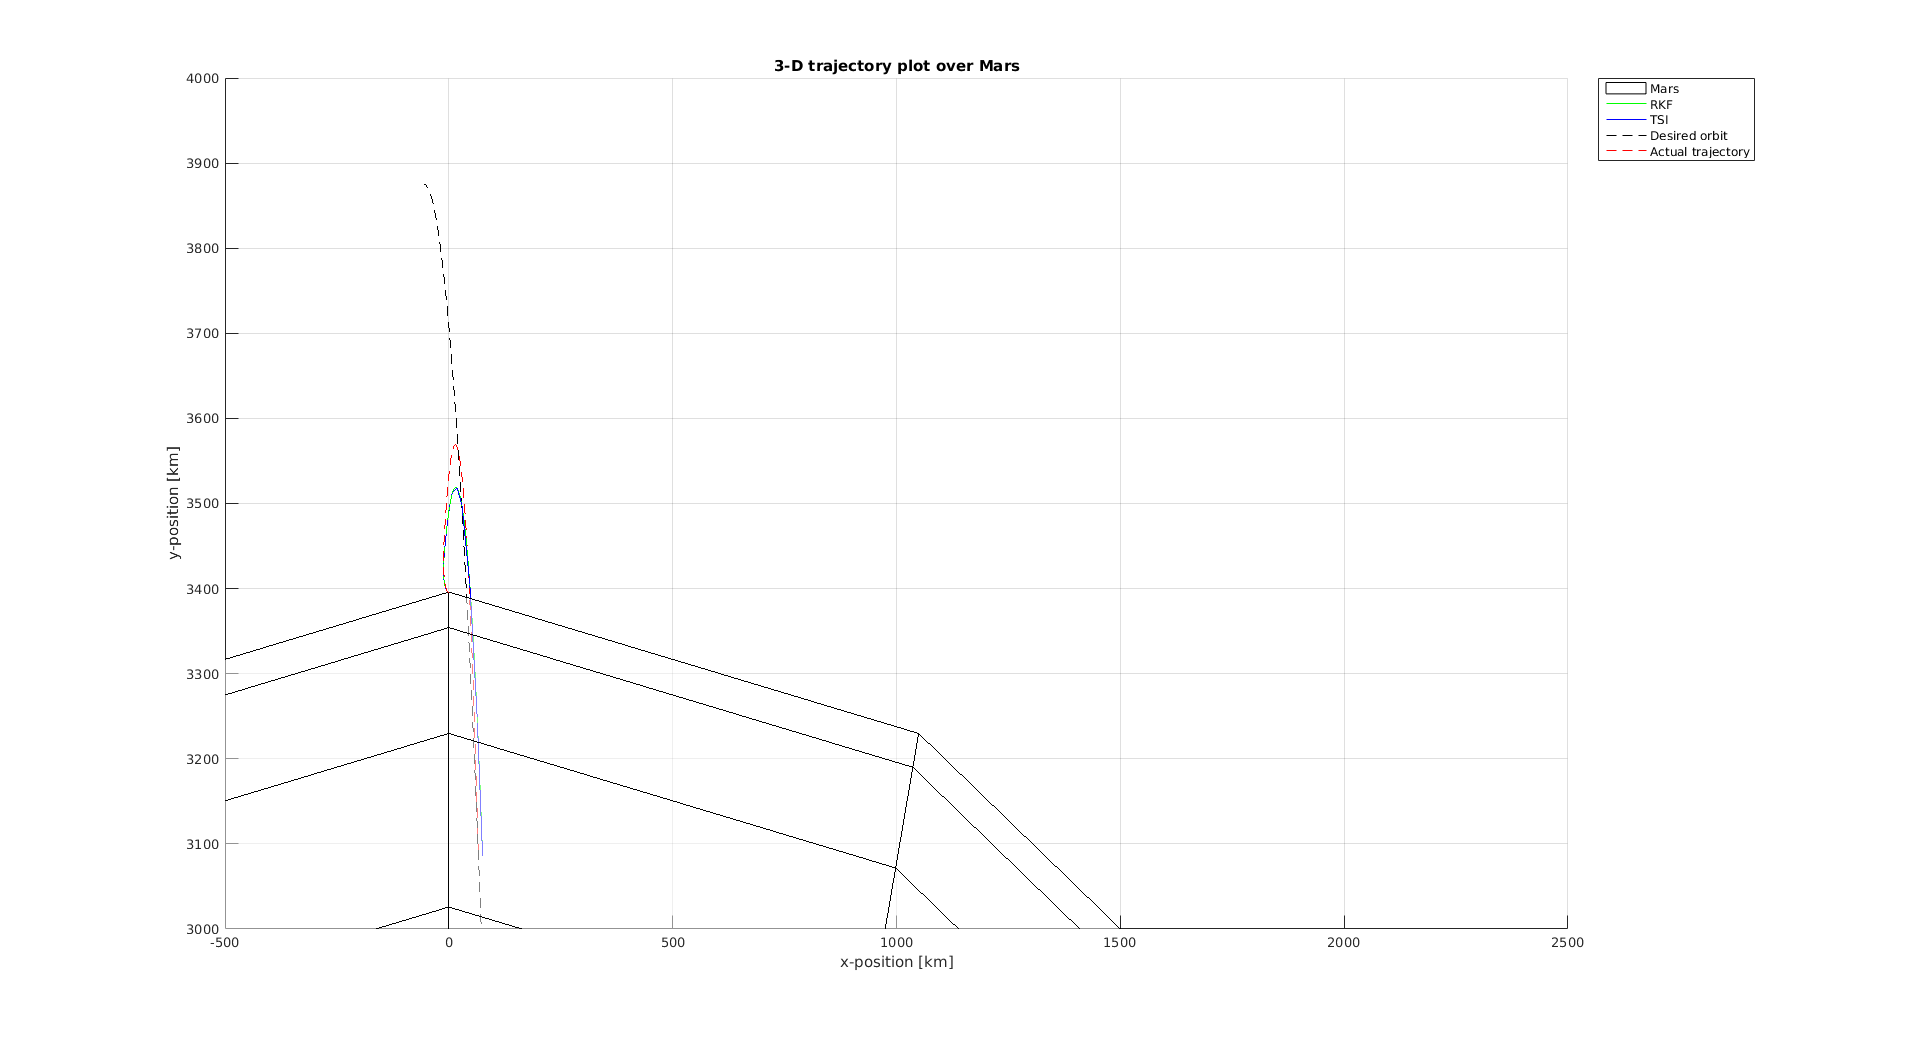 3-D trajectory plot over Mars
4000
3900
3800
3700
3600
3500
3400
3300
3200
3100
3000
y-position [km]
-500
0
500
1000
1500
2000
2500
x-position [km]
Mars
RKF
TSI
Desired orbit
Actual trajectory